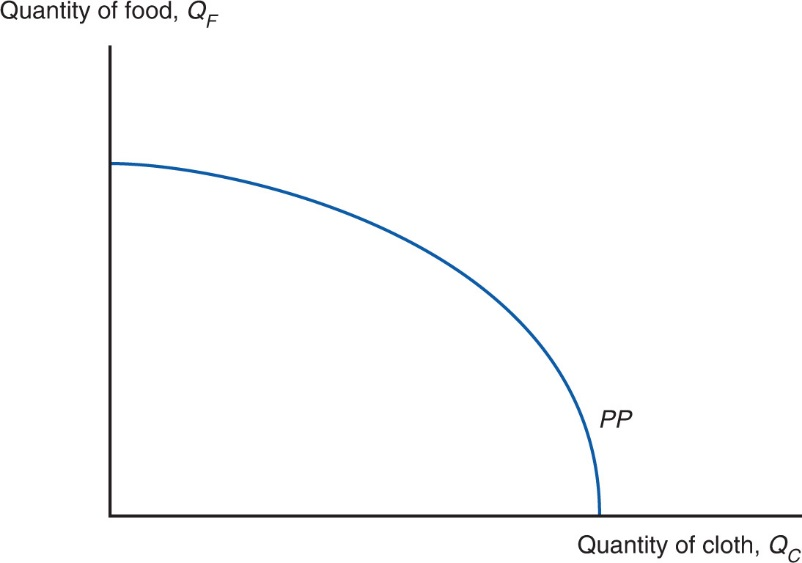 Quantity of food, Q_F
PP
Quantity of cloth, Q_C